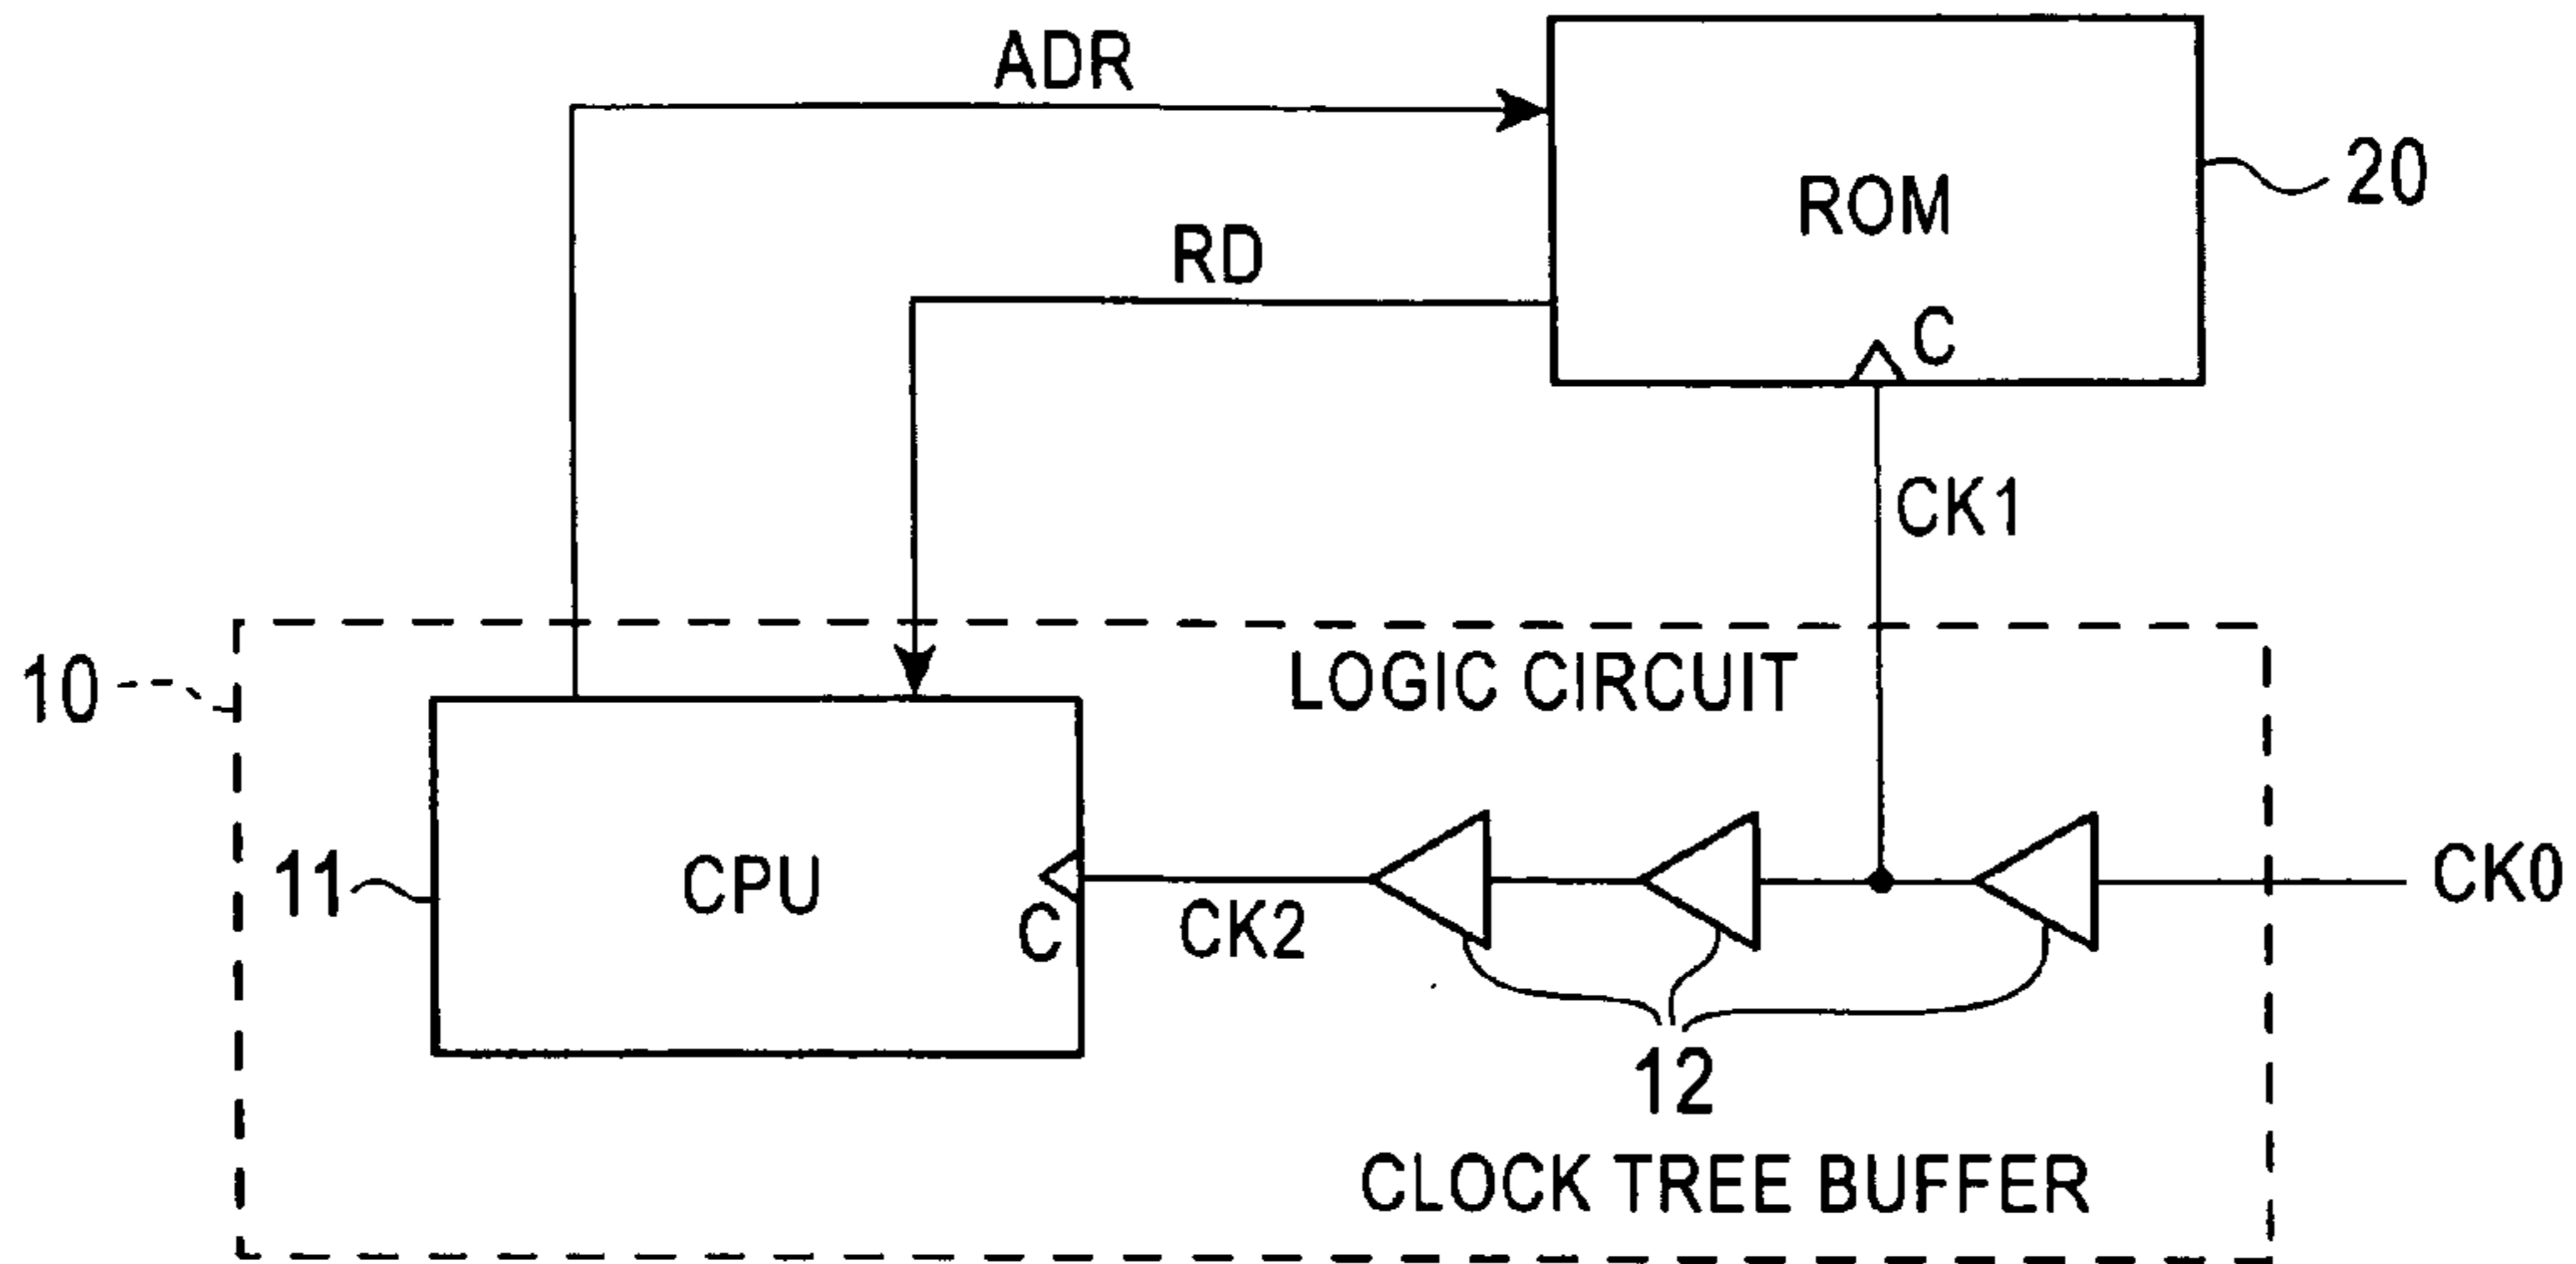 ADR
ROM
20
RD
C
CK1
10
LOGIC CIRCUIT
11
CPU
C
CK2
CK0
12
CLOCK TREE BUFFER